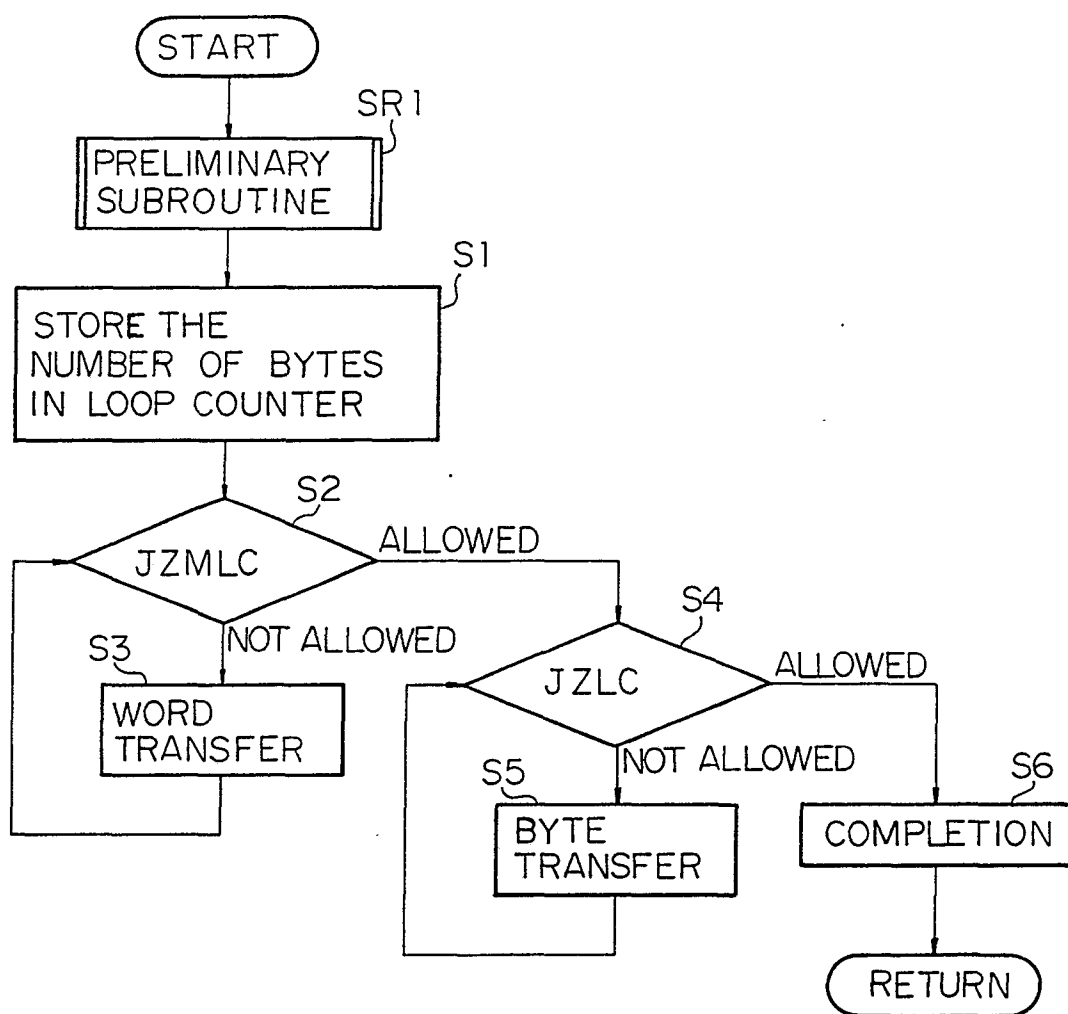 START
SR1
PRELIMINARY
SUBROUTINE
S1
STORE THE
NUMBER OF BYTES
IN LOOP COUNTER
S2
JZMLC
ALLOWED
NOT ALLOWED
S3
WORD
TRANSFER
S4
JZLC
ALLOWED
NOT ALLOWED
S5
BYTE
TRANSFER
S6
COMPLETION
RETURN